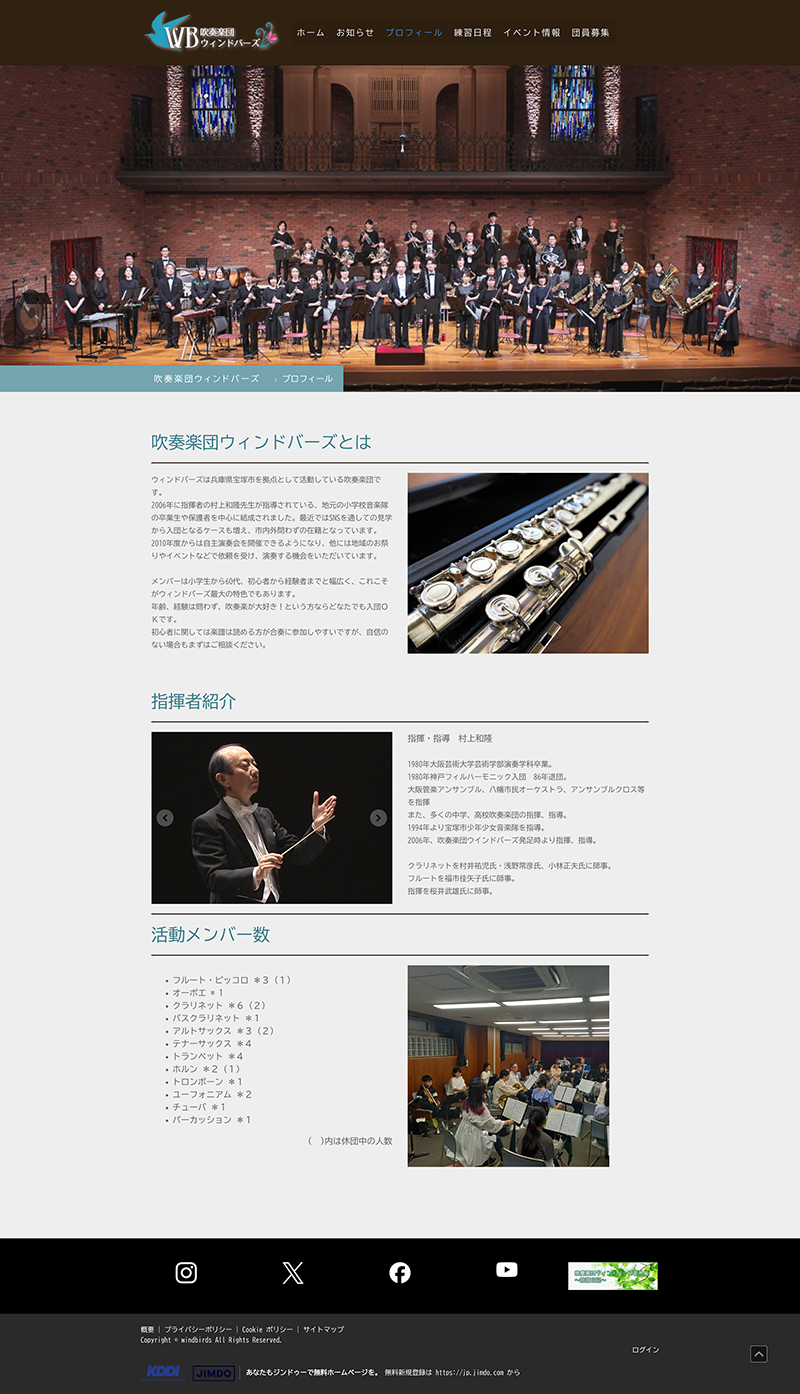 WB 吹奏楽団
ウィンドバーズ
ホーム お知らせ プロフィール 練習日程 イベント情報 団員募集
吹奏楽団ウィンドバーズ › プロフィール
吹奏楽団ウィンドバーズとは
ウィンドバーズは兵庫県宝塚市を拠点として活動している吹奏楽団で
す。
2006年に指揮者の村上和隆先生が指導されている、地元の小学校音楽隊
の卒業生や保護者を中心に結成されました。最近ではSNSを通しての見学
から入団となるケースも増え、市内外問わずの在籍となっています。
2010年度からは自主演奏会を開催できるようになり、他には地域のお祭
りやイベントなどで依頼を受け、演奏する機会をいただいています。
メンバーは小学生から60代、初心者から経験者までと幅広く、これこそ
がウィンドバーズ最大の特色でもあります。
年齢、経験は問わず、吹奏楽が大好き！という方ならどなたでも入団Ｏ
Ｋです。
初心者に関しては楽譜は読める方が合奏に参加しやすいですが、自信の
ない場合もまずはご相談ください。
指揮者紹介
指揮・指導　村上和隆
1980年大阪芸術大学芸術学部演奏学科卒業。
1980年神戸フィルハーモニック入団　86年退団。
大阪管楽アンサンブル、八幡市民オーケストラ、アンサンブルクロス等
を指揮
また、多くの中学、高校吹奏楽団の指揮、指導。
1994年より宝塚市少年少女音楽隊を指導。
2006年、吹奏楽団ウインドバーズ発足時より指揮、指導。
クラリネットを村井祐児氏・浅野常彦氏、小林正夫氏に師事。
フルートを福市佳矢子氏に師事。
指揮を桜井武雄氏に師事。
活動メンバー数
• フルート・ピッコロ ＊３（１）
• オーボエ ＊１
• クラリネット ＊６（２）
• バスクラリネット ＊１
• アルトサックス ＊３（２）
• テナーサックス ＊４
• トランペット ＊４
• ホルン ＊２（１）
• トロンボーン ＊１
• ユーフォニアム ＊２
• チューバ ＊１
• パーカッション ＊１
（　）内は休団中の人数
概要 | プライバシーポリシー | Cookie ポリシー | サイトマップ
Copyright © windbirds All Rights Reserved.
ログイン
KDDI JIMDO あなたもジンドゥーで無料ホームページを。 無料新規登録は https://jp.jimdo.com から